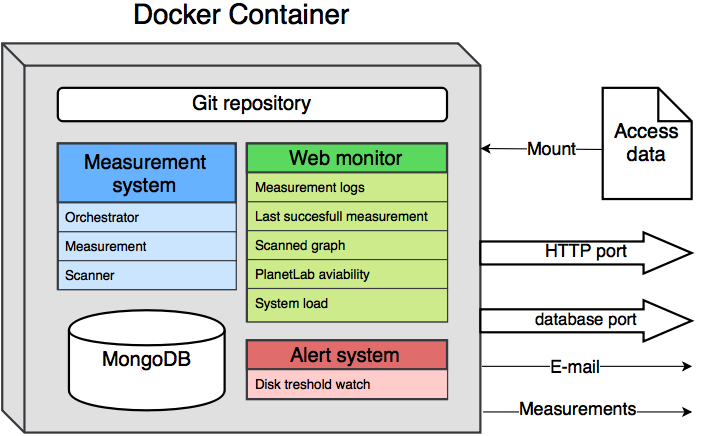 Docker Container
Git repository
Measurement
system
Orchestrator
Measurement
Scanner
Web monitor
Measurement logs
Last succesfull measurement
Scanned graph
PlanetLab aviability
System load
MongoDB
Alert system
Disk treshold watch
Access
data
Mount
HTTP port
database port
E-mail
Measurements